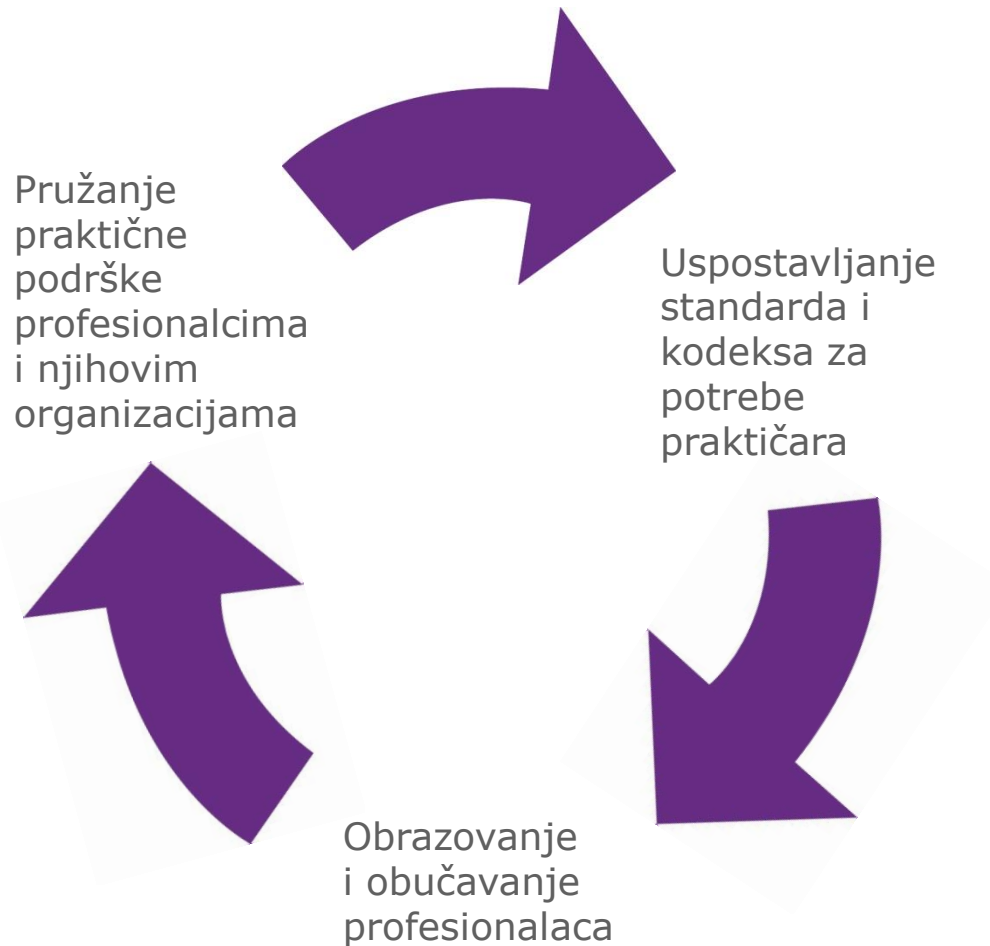 Pružanje
praktične
podrške
profesionalcima
i njihovim
organizacijama
Uspostavljanje
standarda i
kodeksa za
potrebe
praktičara
Obrazovanje
i obučavanje
profesionalaca